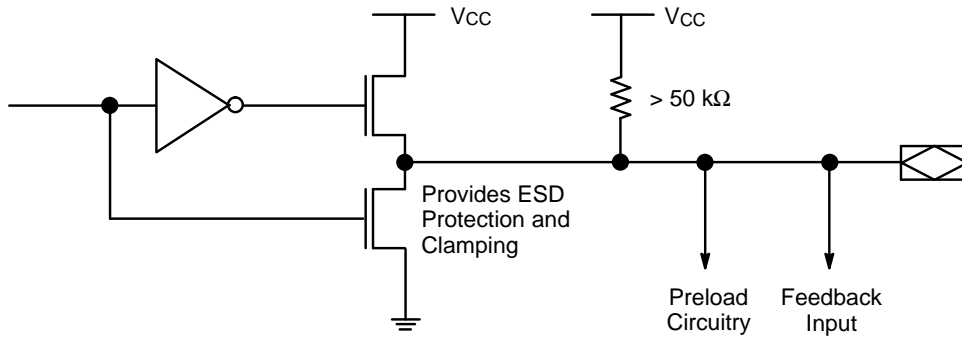 VCC
VCC
> 50 kΩ
Provides ESD
Protection and
Clamping
Preload
Circuitry
Feedback
Input